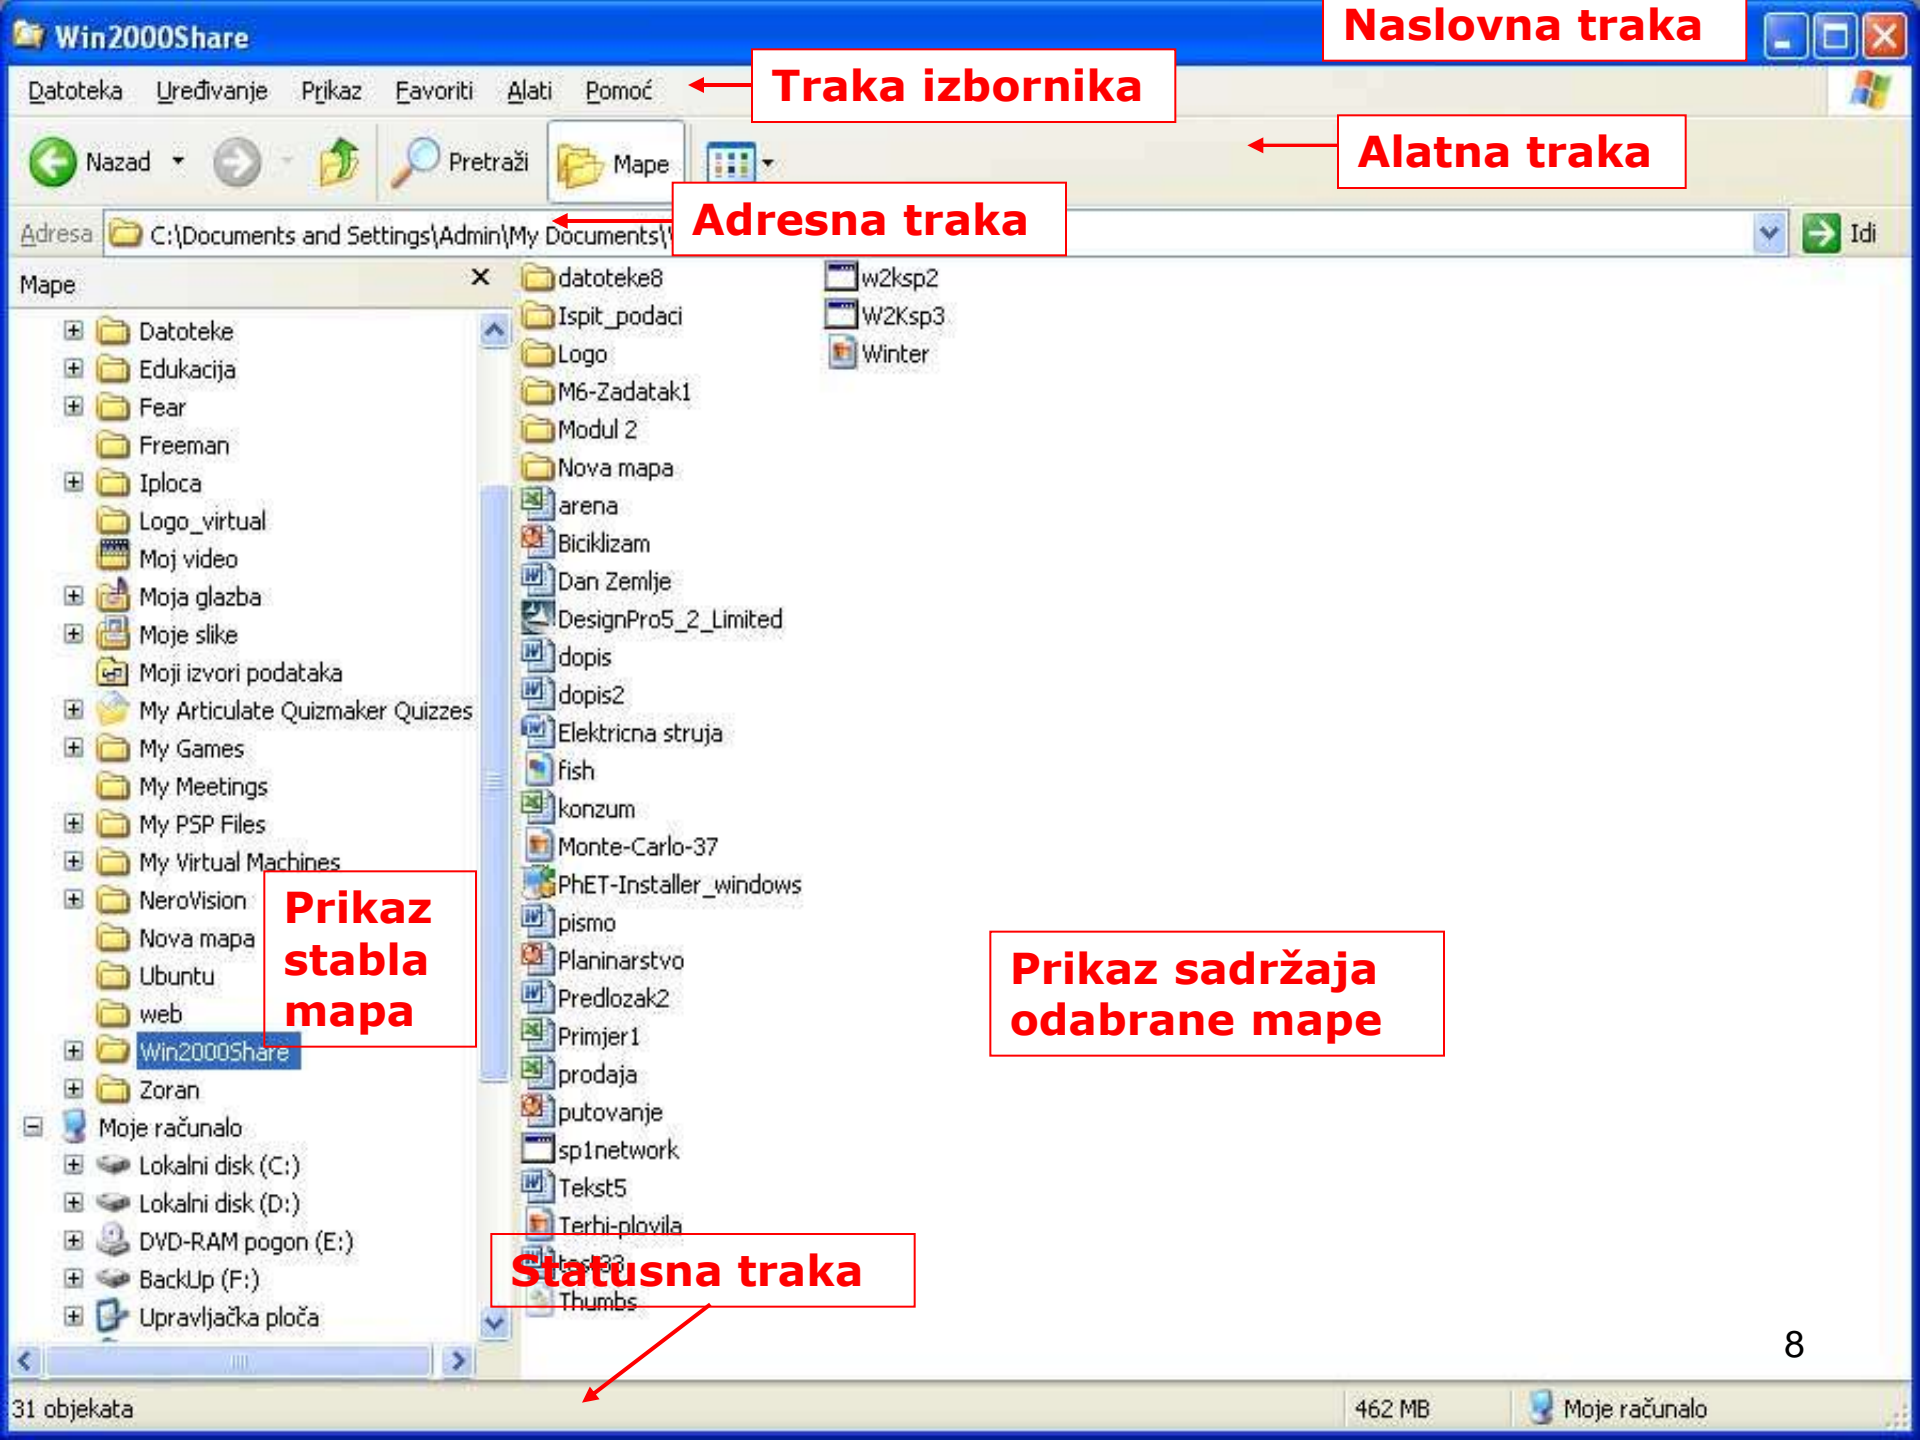 Win2000Share
Naslovna traka
Datoteka Uređivanje Prikaz Favoriti Alati Pomoć
Traka izbornika
Nazad Pretraži Mape
Alatna traka
Adresa C:\Documents and Settings\Admin\My Documents\
Adresna traka
Idi
Mape
Datoteke
Edukacija
Fear
Freeman
Iploca
Logo_virtual
Moj video
Moja glazba
Moje slike
Moji izvori podataka
My Articulate Quizmaker Quizzes
My Games
My Meetings
My PSP Files
My Virtual Machines
NeroVision
Nova mapa
Ubuntu
web
Win2000Share
Zoran
Moje računalo
Lokalni disk (C:)
Lokalni disk (D:)
DVD-RAM pogon (E:)
BackUp (F:)
Upravljačka ploča
Prikaz
stabla
mapa
datoteke8
Ispit_podaci
Logo
M6-Zadatak1
Modul 2
Nova mapa
arena
Biciklizam
Dan Zemlje
DesignPro5_2_Limited
dopis
dopis2
Elektricna struja
fish
konzum
Monte-Carlo-37
PhET-Installer_windows
pismo
Planinarstvo
Predlozak2
Primjer1
prodaja
putovanje
sp1network
Tekst5
Terhi-plovila
Thumbs
w2ksp2
W2Ksp3
Winter
Prikaz sadržaja
odabrane mape
Statusna traka
8
31 objekata
462 MB
Moje računalo